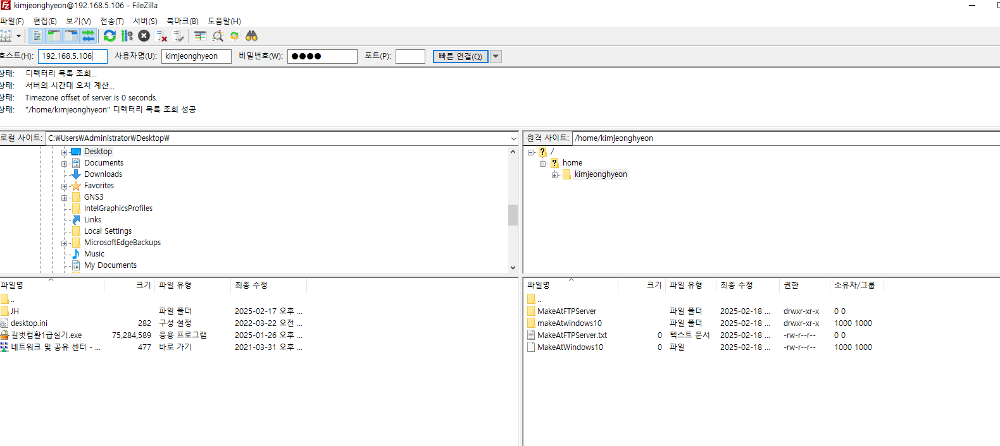 kimjeonghyeon@192.168.5.106 - FileZilla
파일(F) 편집(E) 보기(V) 전송(T) 서버(S) 북마크(B) 도움말(H)
호스트(H): 192.168.5.106 사용자명(U): kimjeonghyeon 비밀번호(W): ●●●● 포트(P): 빠른 연결(Q)
상태: 디렉터리 목록 조회...
상태: 서버의 시간대 오차 계산...
상태: Timezone offset of server is 0 seconds.
상태: "/home/kimjeonghyeon" 디렉터리 목록 조회 성공
로컬 사이트: C:₩Users₩Administrator₩Desktop₩
Desktop
Documents
Downloads
Favorites
GNS3
IntelGraphicsProfiles
Links
Local Settings
MicrosoftEdgeBackups
Music
My Documents
원격 사이트: /home/kimjeonghyeon
/
home
kimjeonghyeon
파일명 크기 파일 유형 최종 수정
..
JH 파일 폴더 2025-02-17 오후 ...
desktop.ini 282 구성 설정 2022-03-22 오전 ...
길벗컴활1급실기.exe 75,284,589 응용 프로그램 2025-01-26 오후 ...
네트워크 및 공유 센터 - ... 477 바로 가기 2021-03-31 오후 ...
파일명 크기 파일 유형 최종 수정 권한 소유자/그룹
..
MakeAtFTPServer 파일 폴더 2025-02-18 ... drwxr-xr-x 0 0
makeAtwindows10 파일 폴더 2025-02-18 ... drwxr-xr-x 1000 1000
MakeAtFTPServer.txt 0 텍스트 문서 2025-02-18 ... -rw-r--r-- 0 0
MakeAtWindows10 0 파일 2025-02-18 ... -rw-r--r-- 1000 1000